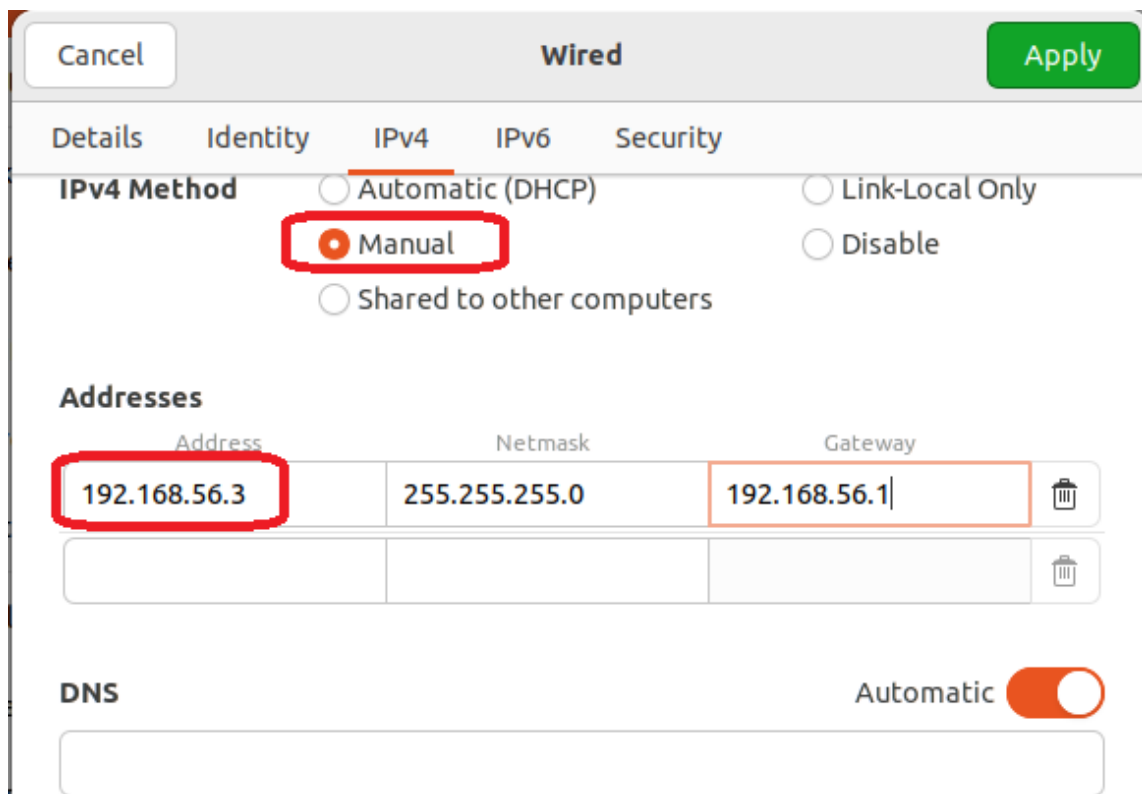 Cancel Wired Apply
Details Identity IPv4 IPv6 Security
IPv4 Method Automatic (DHCP) Link-Local Only
Manual Disable
Shared to other computers
Addresses
Address Netmask Gateway
192.168.56.3 255.255.255.0 192.168.56.1
DNS Automatic